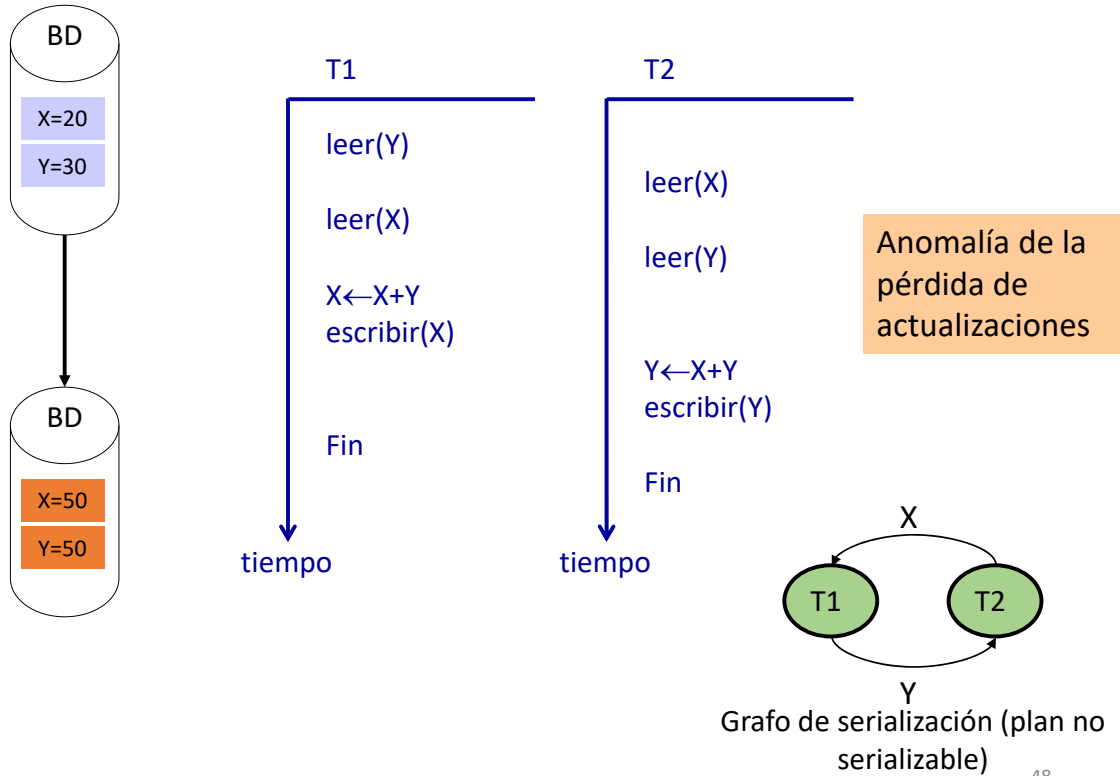 BD
X=20
Y=30
BD
X=50
Y=50
T1
leer(Y)
leer(X)
X←X+Y
escribir(X)
Fin
tiempo
T2
leer(X)
leer(Y)
Y←X+Y
escribir(Y)
Fin
tiempo
Anomalía de la
pérdida de
actualizaciones
X
T1
T2
Y
Grafo de serialización (plan no
serializable)
48